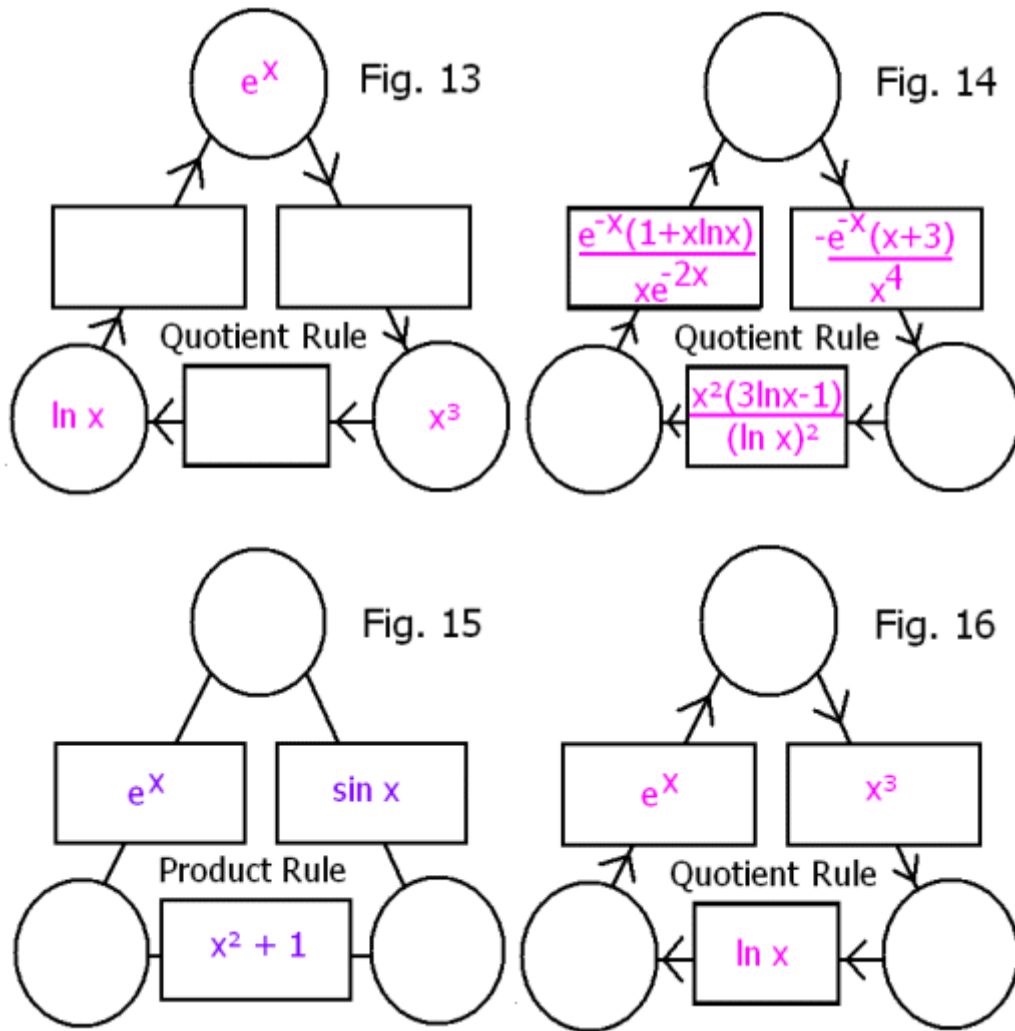 e^x Fig. 13
ln x
x³
Quotient Rule
Fig. 14
e^-x(1+xlnx)
xe^-2x
-e^-x(x+3)
x^4
Quotient Rule
x²(3lnx-1)
(ln x)²
Fig. 15
e^x
sin x
Product Rule
x² + 1
Fig. 16
e^x
x³
Quotient Rule
ln x